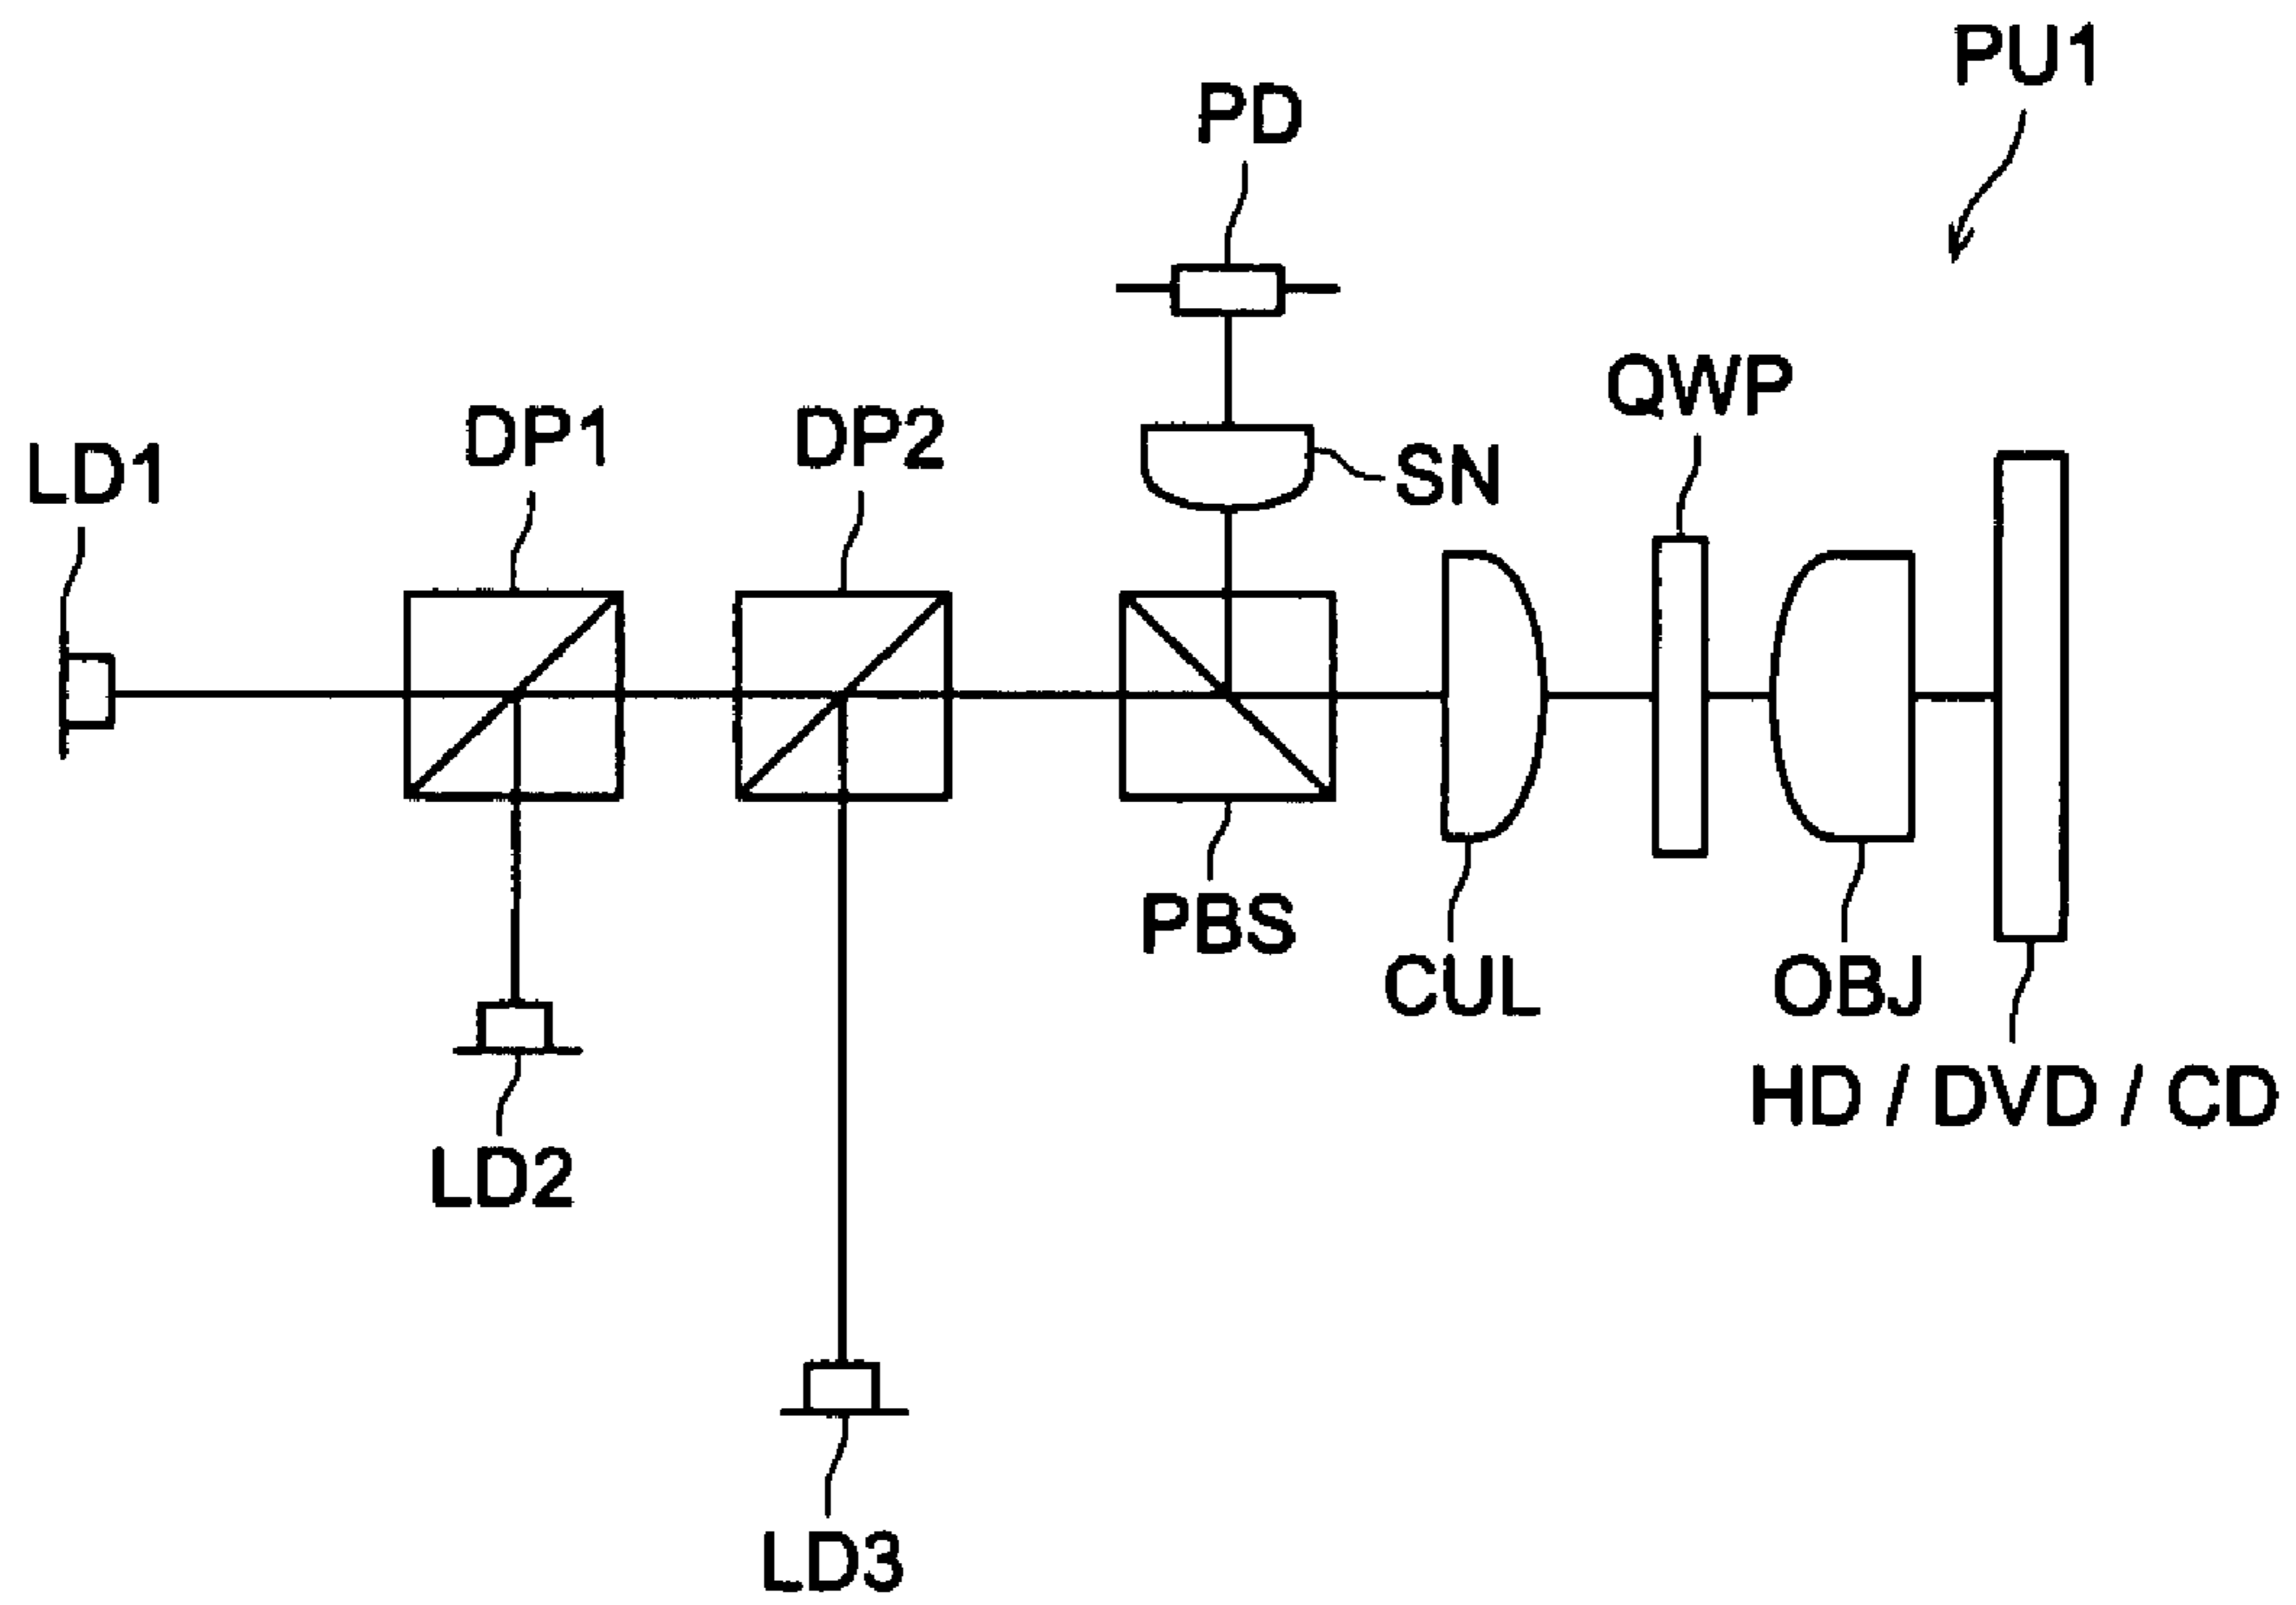 PU1
PD
QWP
DP1
DP2
LD1
SN
PBS
CUL
OBJ
HD / DVD / CD
LD2
LD3